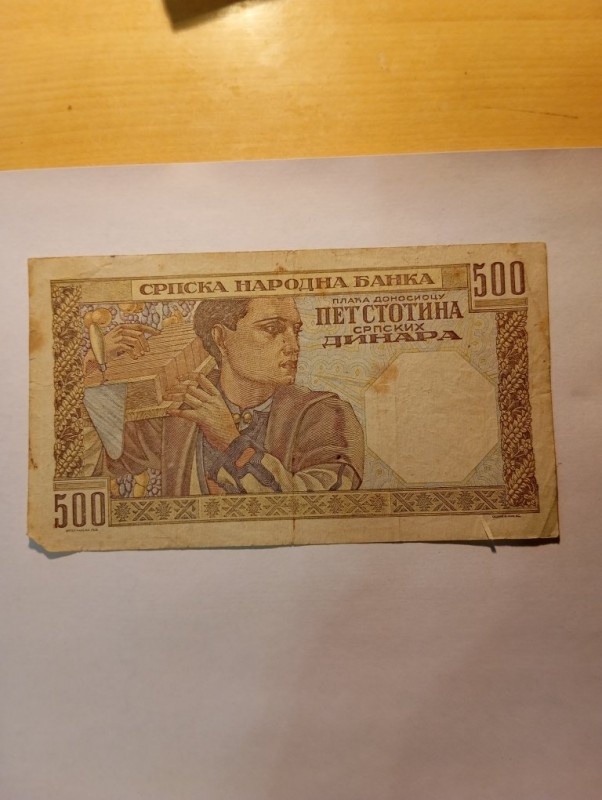 СРПСКА НАРОДНА БАНКА
500
ПЛАЋА ДОНОСИОЦУ
ПЕТ СТОТИНА
СРПСКИХ
ДИНАРА
500